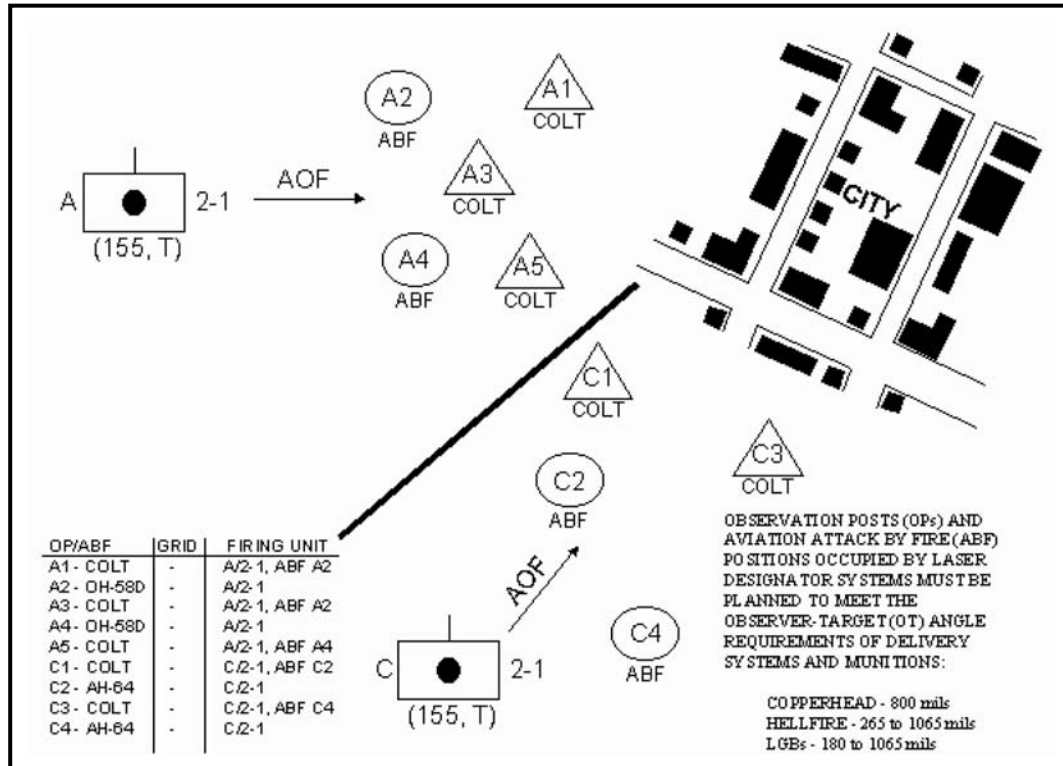 A2
ABF
A1
COLT
A3
COLT
A 2-1
(155, T)
AOF
A4
ABF
A5
COLT
CITY
C1
COLT
C2
ABF
C3
COLT
AOF
C 2-1
(155, T)
C4
ABF
OP/ABF GRID FIRING UNIT
A1 - COLT - A/2-1, ABF A2
A2 - OH-58D - A/2-1
A3 - COLT - A/2-1, ABF A2
A4 - OH-58D - A/2-1
A5 - COLT - A/2-1, ABF A4
C1 - COLT - C/2-1, ABF C2
C2 - AH-64 - C/2-1
C3 - COLT - C/2-1, ABF C4
C4 - AH-64 - C/2-1
OBSERVATION POSTS (OPs) AND
AVIATION ATTACK BY FIRE (ABF)
POSITIONS OCCUPIED BY LASER
DESIGNATOR SYSTEMS MUST BE
PLANNED TO MEET THE
OBSERVER-TARGET (OT) ANGLE
REQUIREMENTS OF DELIVERY
SYSTEMS AND MUNITIONS:
COPPERHEAD - 800 mils
HELLFIRE - 265 to 1065 mils
LGBs - 180 to 1065 mils